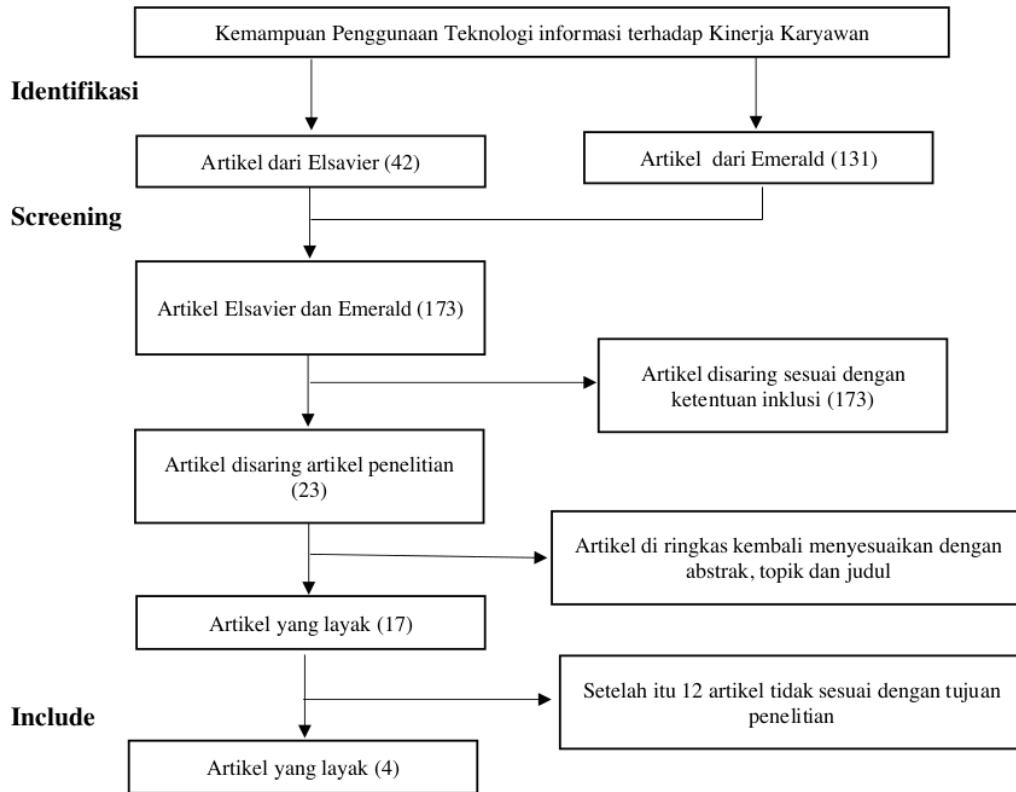 Kemampuan Penggunaan Teknologi informasi terhadap Kinerja Karyawan
Identifikasi
Artikel dari Elsavier (42)
Artikel dari Emerald (131)
Screening
Artikel Elsavier dan Emerald (173)
Artikel disaring sesuai dengan
ketentuan inklusi (173)
Artikel disaring artikel penelitian
(23)
Artikel di ringkas kembali menyesuaikan dengan
abstrak, topik dan judul
Artikel yang layak (17)
Setelah itu 12 artikel tidak sesuai dengan tujuan
penelitian
Include
Artikel yang layak (4)